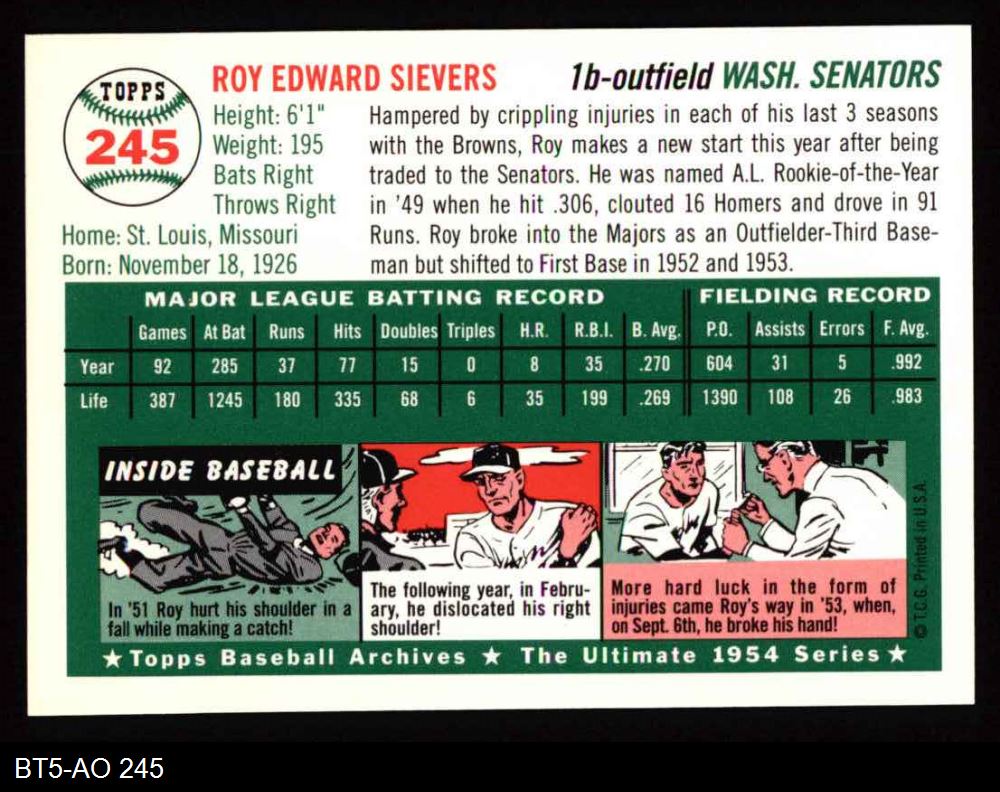 TOPPS
245
ROY EDWARD SIEVERS
1b-outfield WASH. SENATORS
Height: 6'1"
Weight: 195
Bats Right
Throws Right
Home: St. Louis, Missouri
Born: November 18, 1926
Hampered by crippling injuries in each of his last 3 seasons
with the Browns, Roy makes a new start this year after being
traded to the Senators. He was named A.L. Rookie-of-the-Year
in '49 when he hit .306, clouted 16 Homers and drove in 91
Runs. Roy broke into the Majors as an Outfielder-Third Base-
man but shifted to First Base in 1952 and 1953.
MAJOR LEAGUE BATTING RECORD FIELDING RECORD
Games At Bat Runs Hits Doubles Triples H.R. R.B.I. B. Avg. P.O. Assists Errors F. Avg.
Year 92 285 37 77 15 0 8 35 .270 604 31 5 .992
Life 387 1245 180 335 68 6 35 199 .269 1390 108 26 .983
INSIDE BASEBALL
In '51 Roy hurt his shoulder in a
fall while making a catch!
The following year, in Febru-
ary, he dislocated his right
shoulder!
More hard luck in the form of
injuries came Roy's way in '53, when,
on Sept. 6th, he broke his hand!
© T.C.G. Printed in U.S.A.
★ Topps Baseball Archives ★ The Ultimate 1954 Series ★
BT5-AO 245